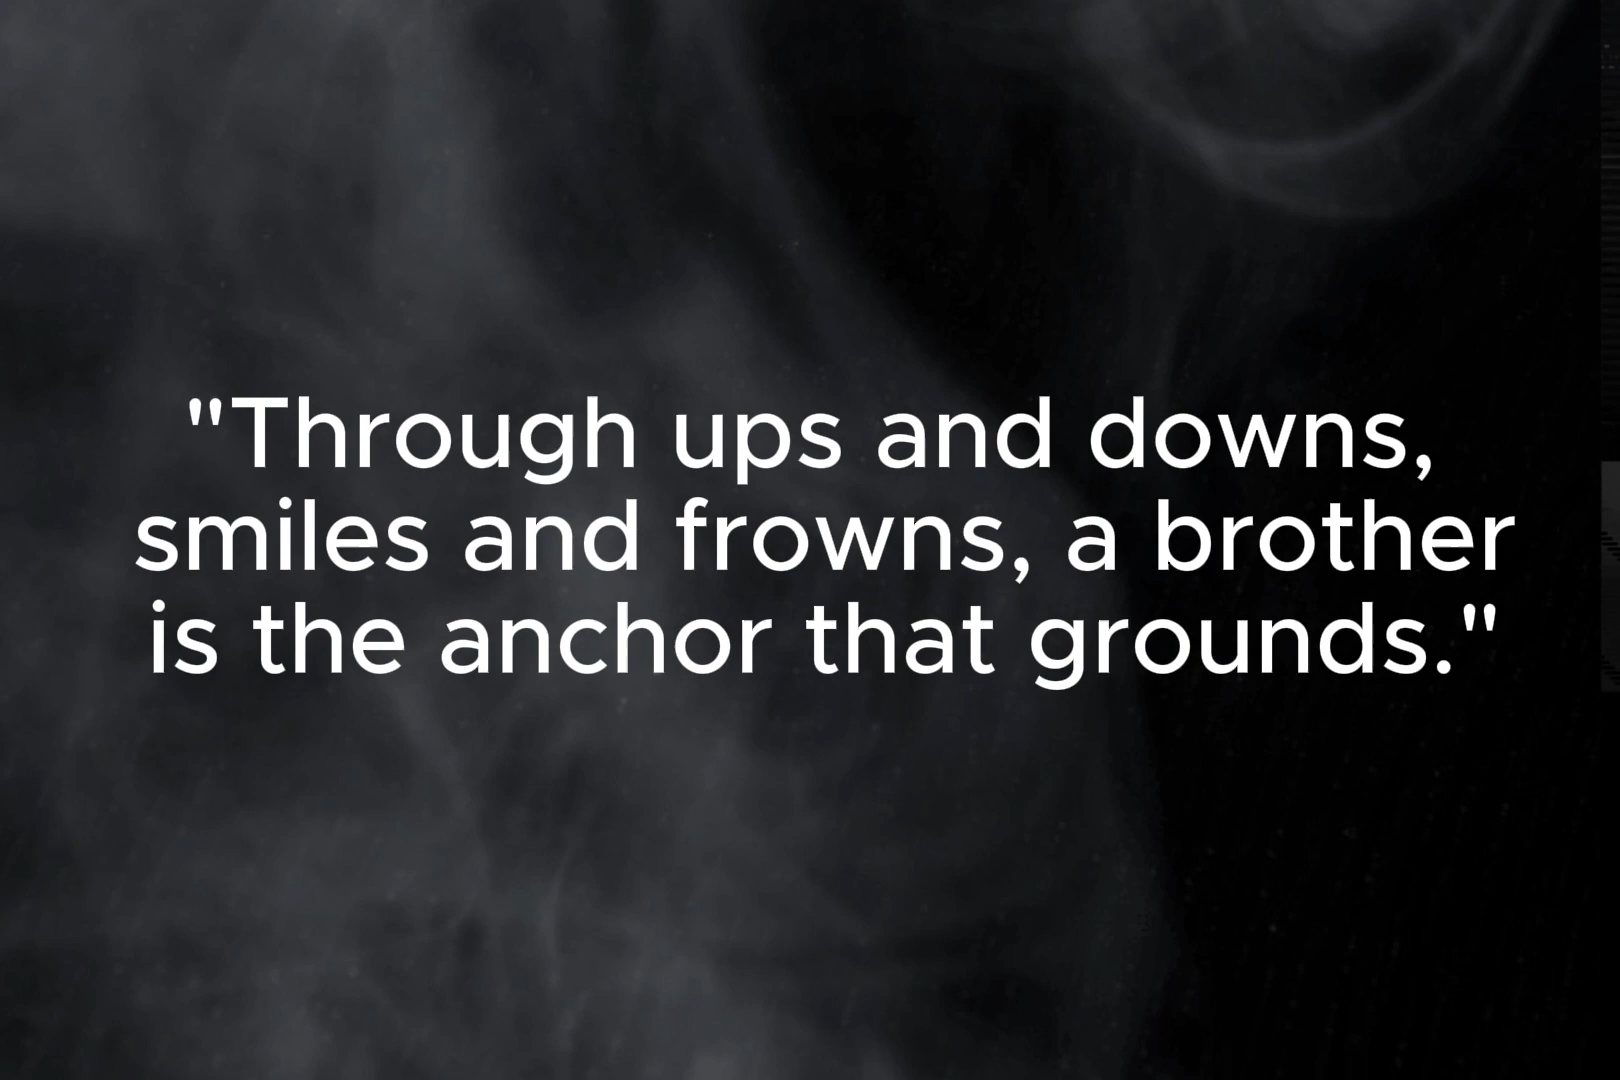 "Through ups and downs,
smiles and frowns, a brother
is the anchor that grounds."